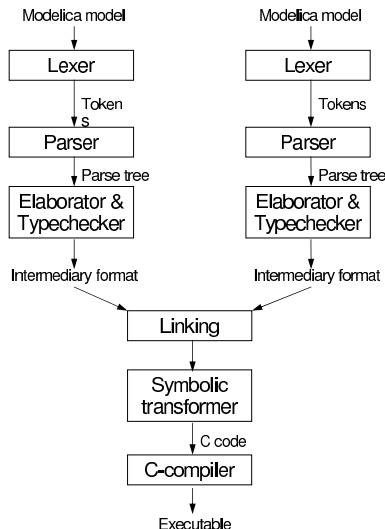 Modelica model
Modelica model
Lexer
Lexer
Token
s
Tokens
Parser
Parser
Parse tree
Parse tree
Elaborator &
Typechecker
Elaborator &
Typechecker
Intermediary format
Intermediary format
Linking
Symbolic
transformer
C code
C-compiler
Executable